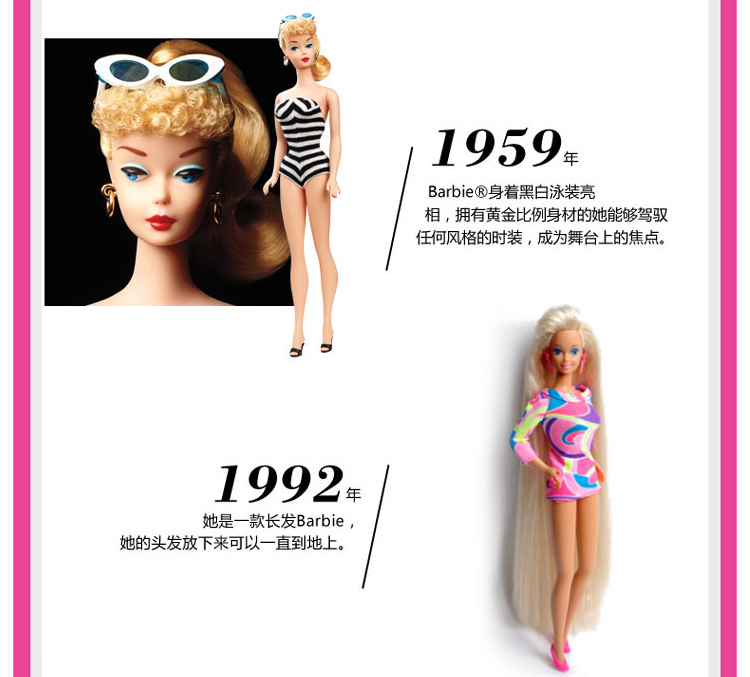 1959年
Barbie®身着黑白泳装亮
相，拥有黄金比例身材的她能够驾驭
任何风格的时装，成为舞台上的焦点。
1992年
她是一款长发Barbie，
她的头发放下来可以一直到地上。